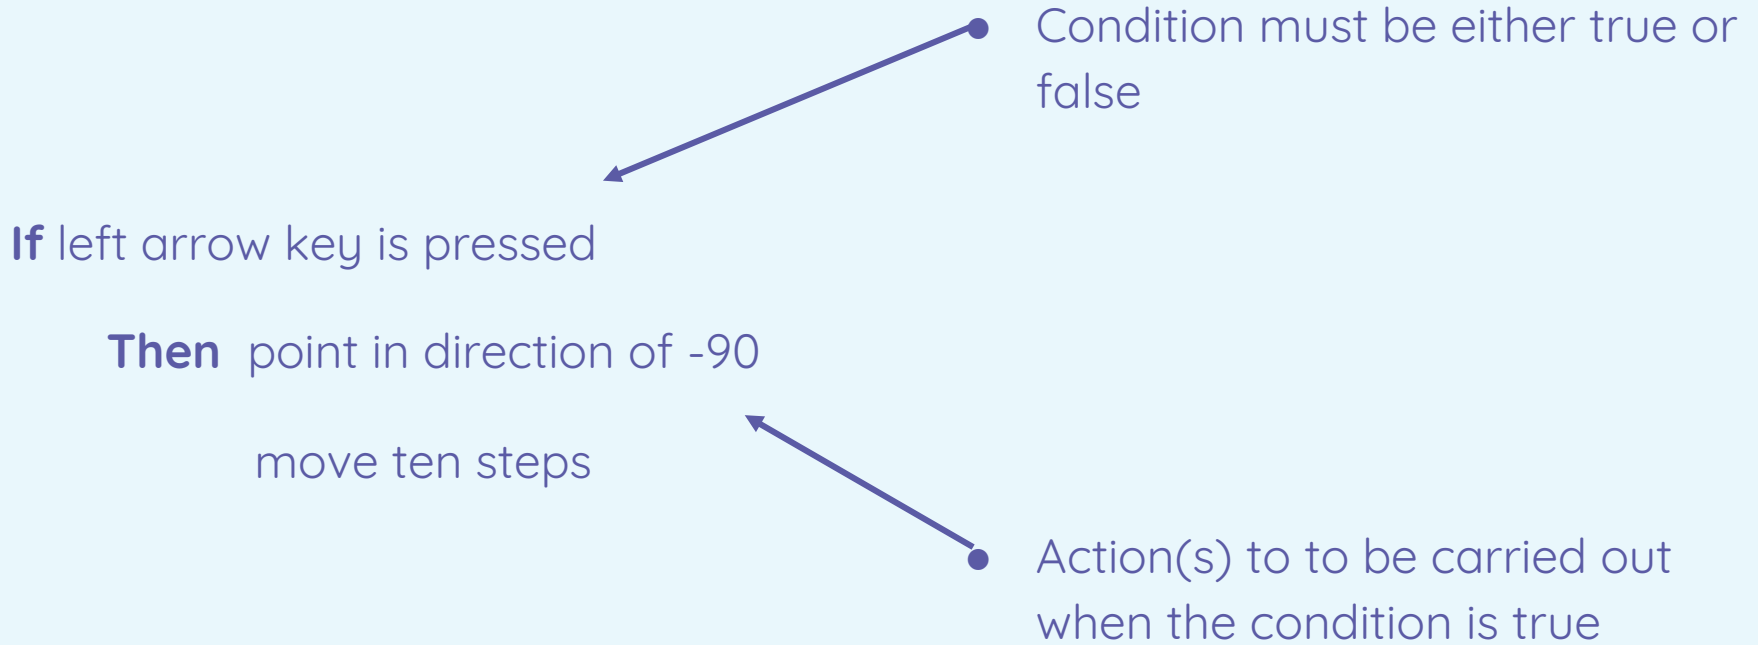 Condition must be either true or
false
If left arrow key is pressed
Then point in direction of -90
move ten steps
Action(s) to to be carried out
when the condition is true